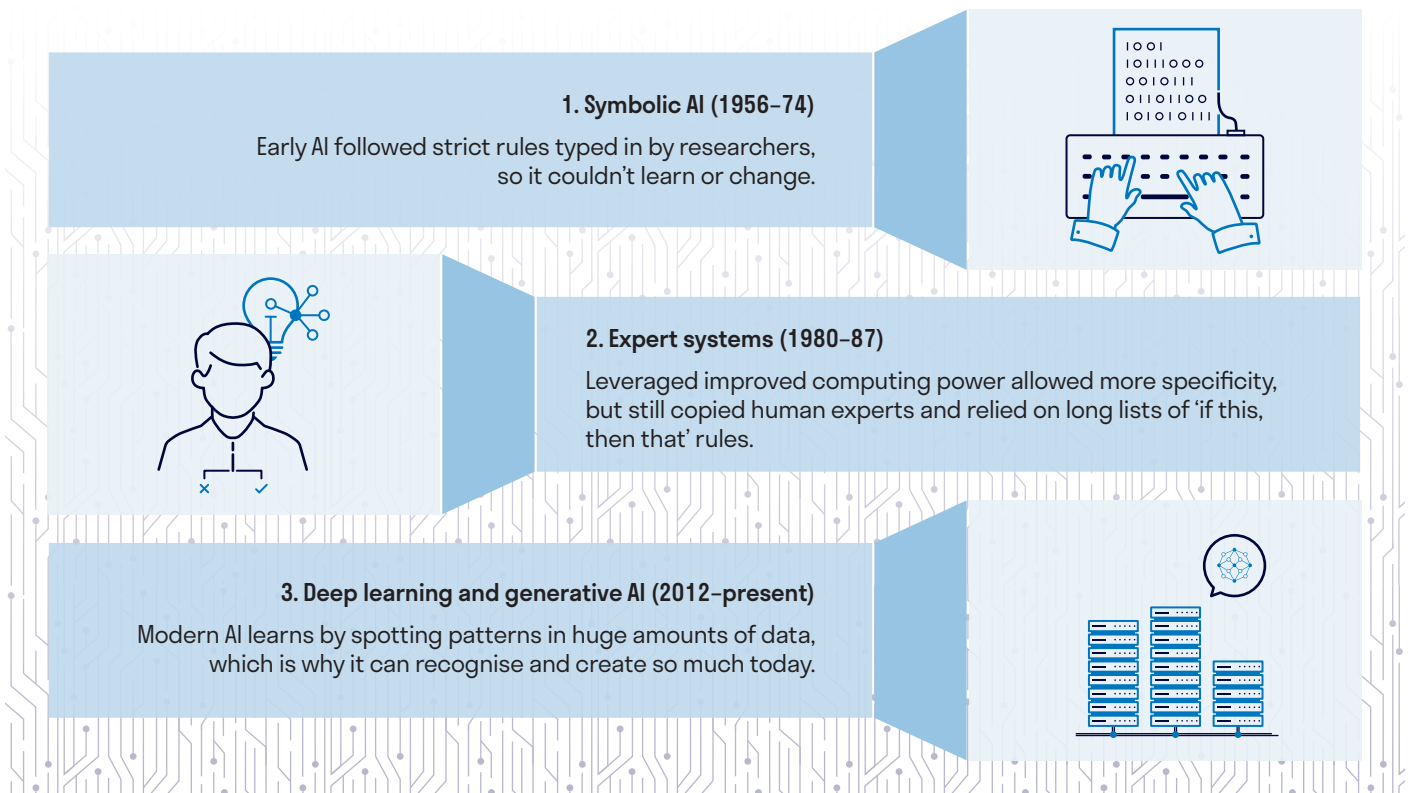 1. Symbolic AI (1956–74)
Early AI followed strict rules typed in by researchers,
so it couldn’t learn or change.
1001
10111000
0010111
01101100
101010111
2. Expert systems (1980–87)
Leveraged improved computing power allowed more specificity,
but still copied human experts and relied on long lists of ‘if this,
then that’ rules.
3. Deep learning and generative AI (2012–present)
Modern AI learns by spotting patterns in huge amounts of data,
which is why it can recognise and create so much today.